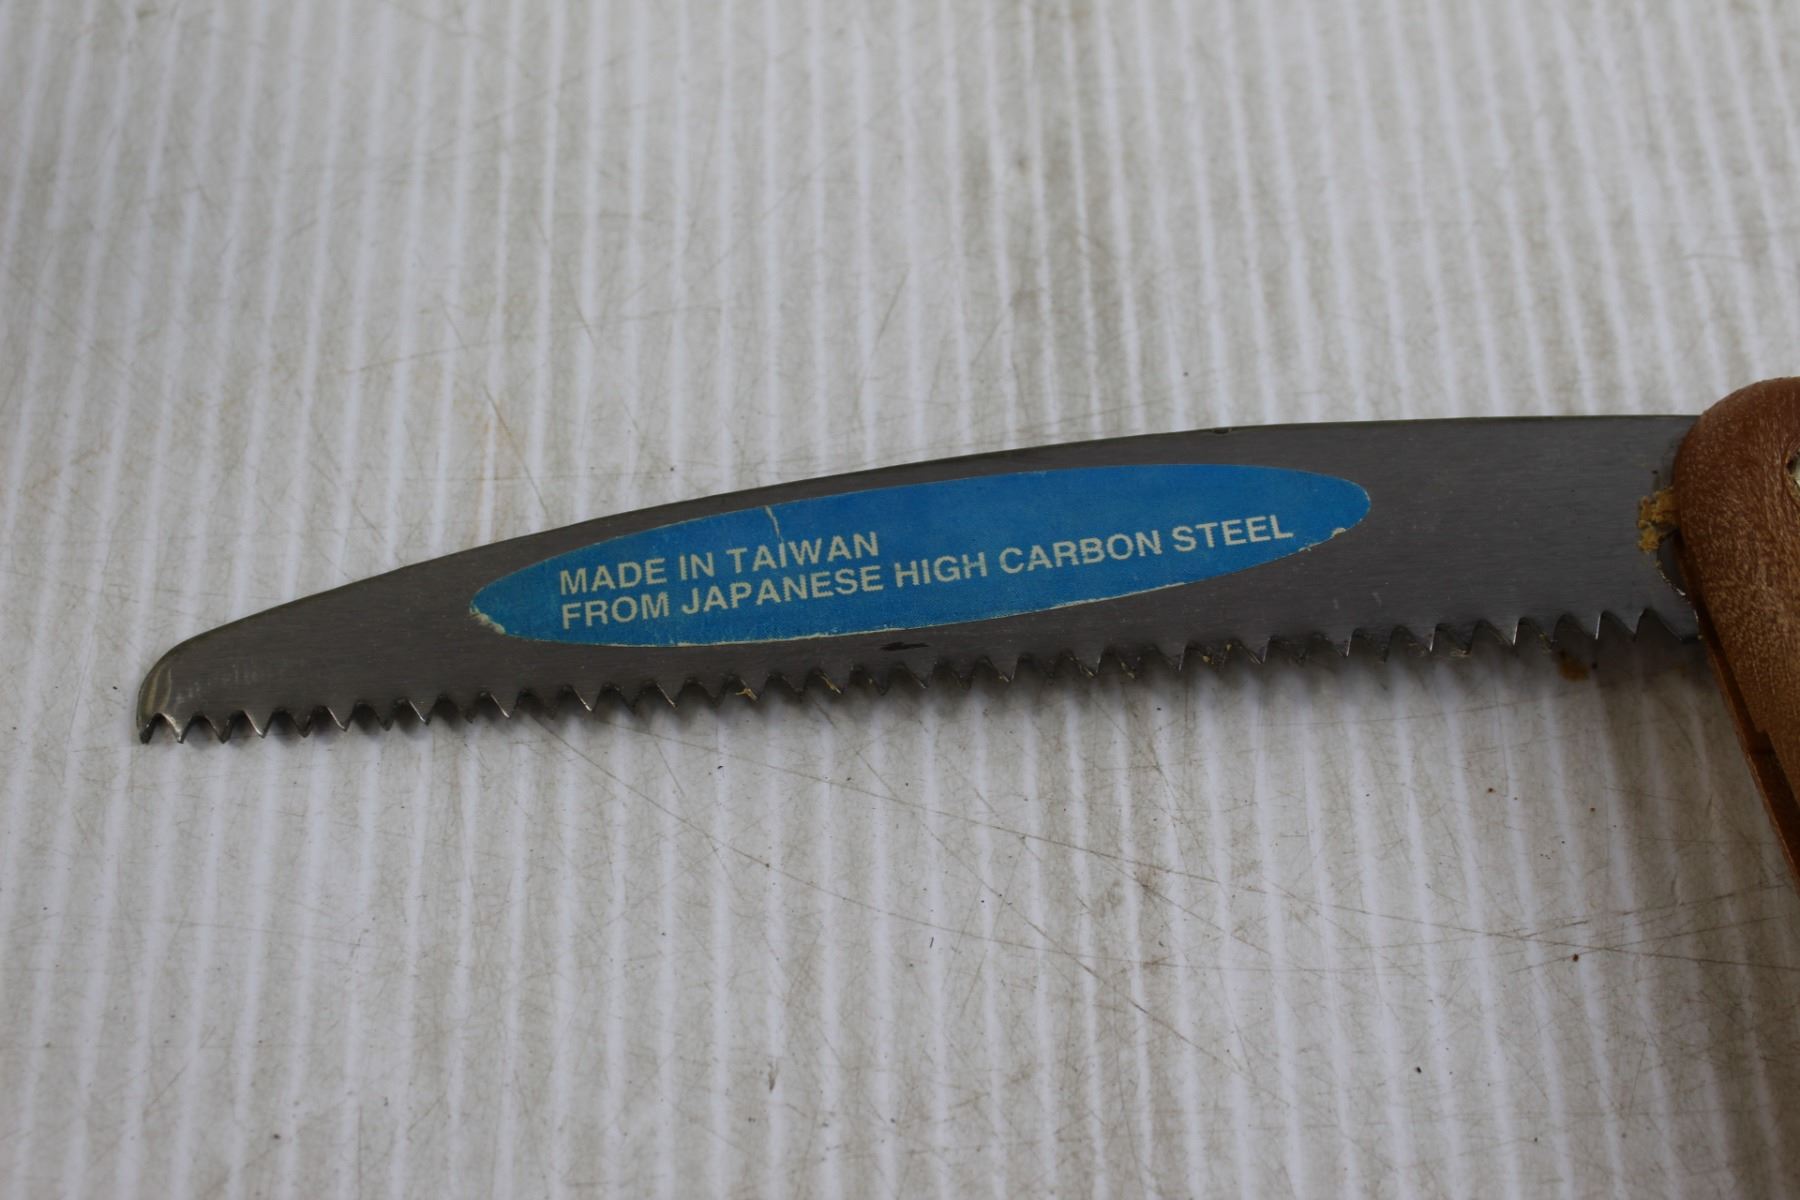 MADE IN TAIWAN
FROM JAPANESE HIGH CARBON STEEL